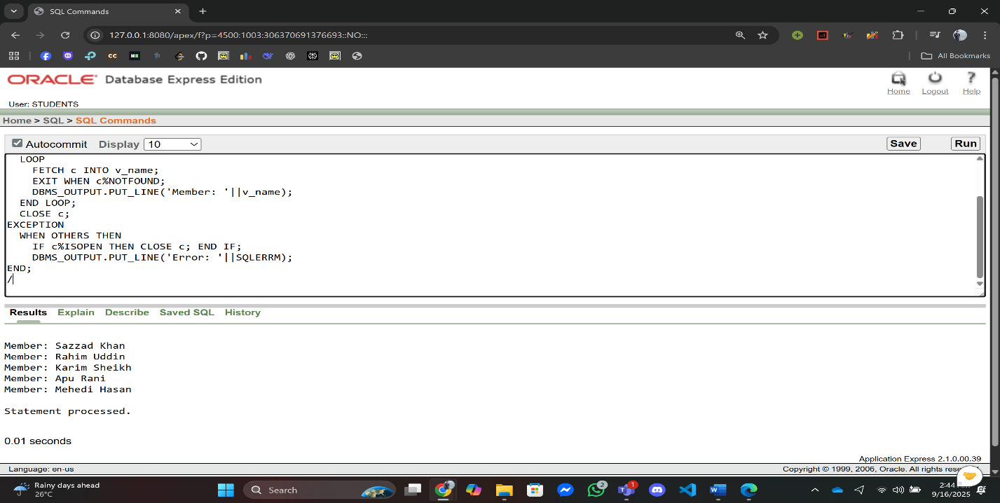 SQL Commands
127.0.0.1:8080/apex/f?p=4500:1003:306370691376693::NO:::
All Bookmarks
ORACLE Database Express Edition
Home Logout Help
User: STUDENTS
Home > SQL > SQL Commands
Autocommit Display 10 Save Run
LOOP
FETCH c INTO v_name;
EXIT WHEN c%NOTFOUND;
DBMS_OUTPUT.PUT_LINE('Member: '||v_name);
END LOOP;
CLOSE c;
EXCEPTION
WHEN OTHERS THEN
IF c%ISOPEN THEN CLOSE c; END IF;
DBMS_OUTPUT.PUT_LINE('Error: '||SQLERRM);
END;
/
Results Explain Describe Saved SQL History
Member: Sazzad Khan
Member: Rahim Uddin
Member: Karim Sheikh
Member: Apu Rani
Member: Mehedi Hasan
Statement processed.
0.01 seconds
Application Express 2.1.0.00.39
Language: en-us Copyright © 1999, 2006, Oracle. All rights
Rainy days ahead
26°C
Search
2
1
2:44
9/16/2025